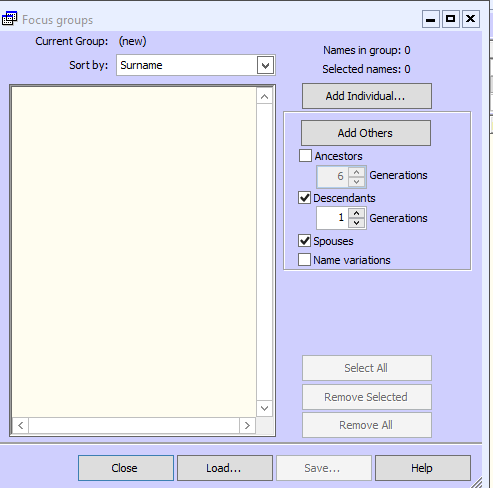 Focus groups
Current Group: (new)
Sort by: Surname
Names in group: 0
Selected names: 0
Add Individual...
Add Others
Ancestors
6 Generations
Descendants
1 Generations
Spouses
Name variations
Select All
Remove Selected
Remove All
Close Load... Save... Help